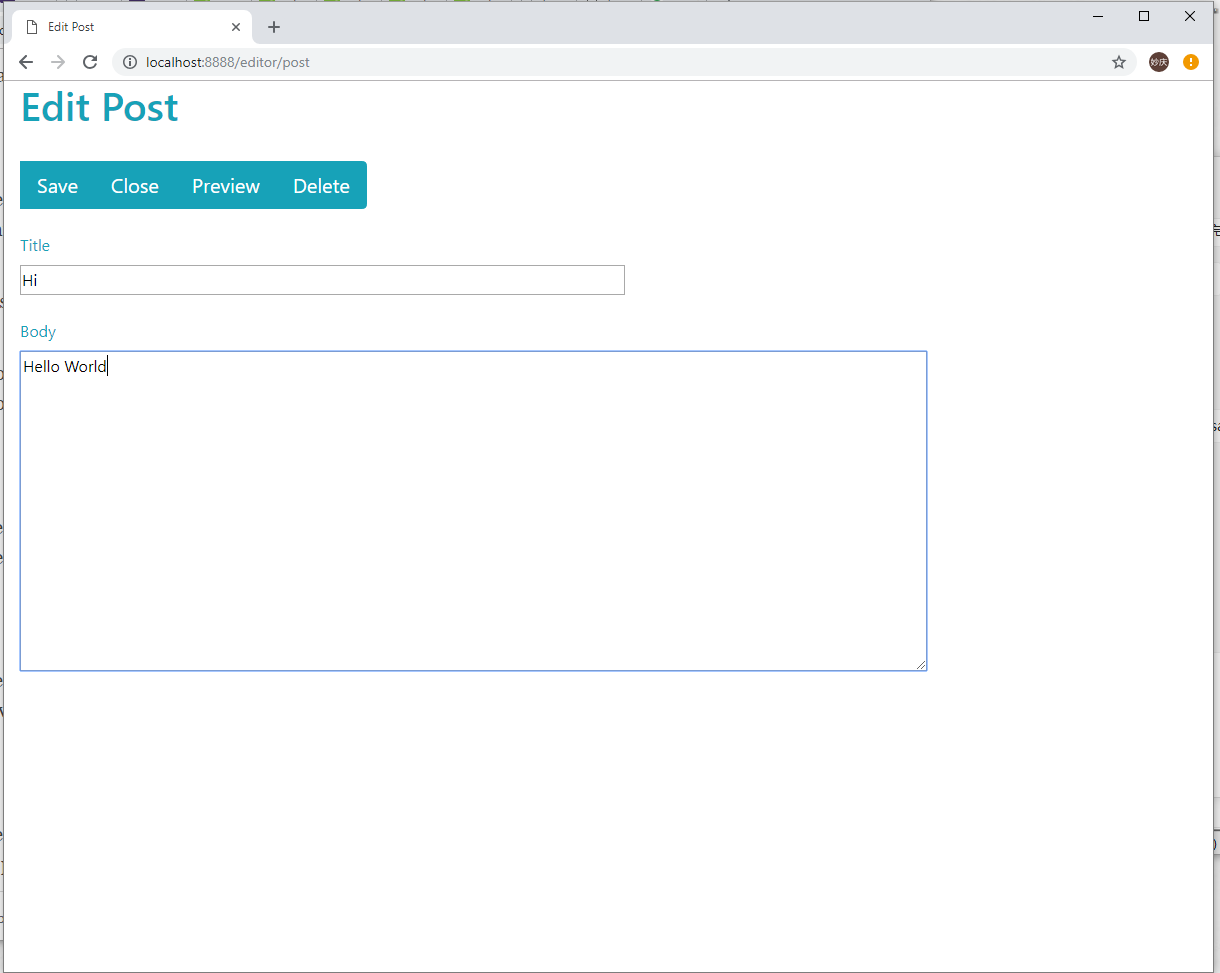 Edit Post
localhost:8888/editor/post
妙庆
Edit Post
Save Close Preview Delete
Title
Hi
Body
Hello World